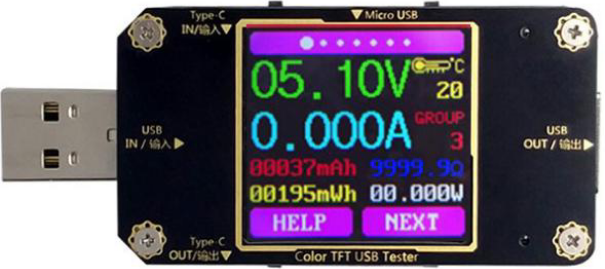 Type-C
IN/输入▼
▼Micro USB
05.10V
°C
20
0.000A
GROUP
3
USB
IN / 输入▶
USB
OUT / 输出▶
00037mAh 9999.9Ω
00195mWh 00.000W
HELP NEXT
Type-C
OUT/输出▼
Color TFT USB Tester